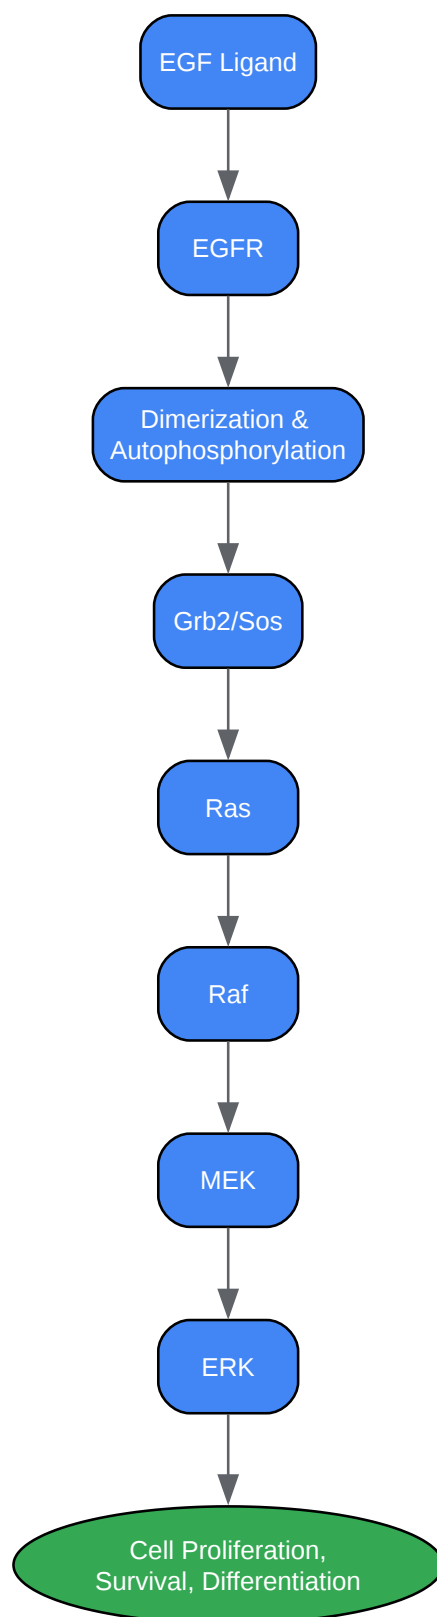 EGF Ligand
EGFR
Dimerization &
Autophosphorylation
Grb2/Sos
Ras
Raf
MEK
ERK
Cell Proliferation,
Survival, Differentiation